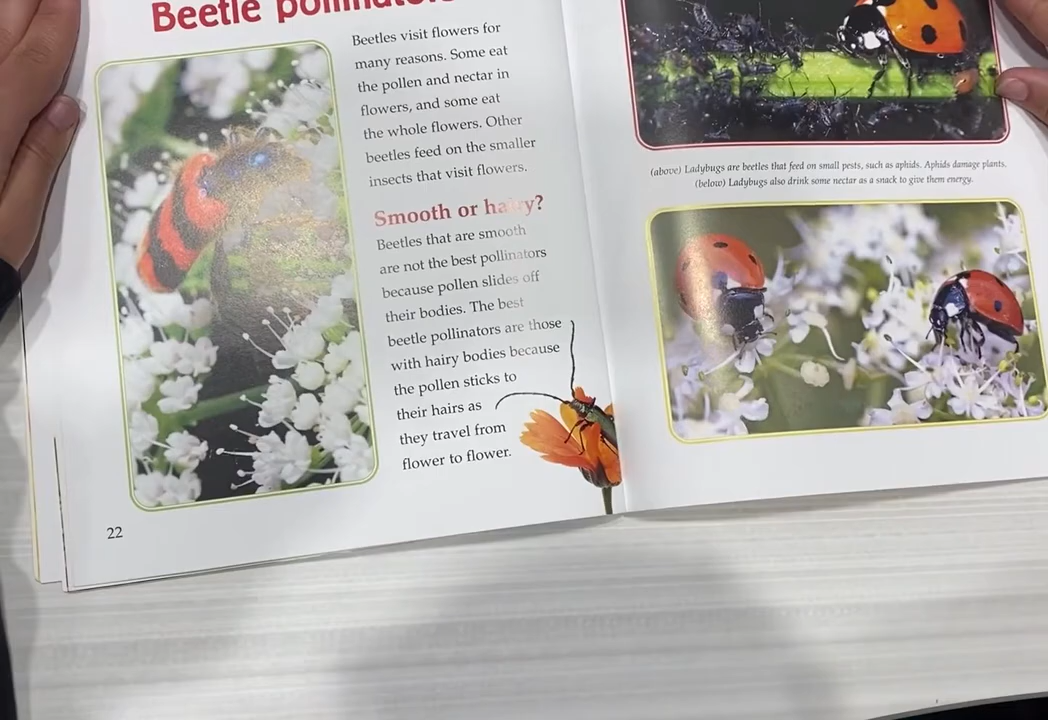 Beetle pollinators
Beetles visit flowers for
many reasons. Some eat
the pollen and nectar in
flowers, and some eat
the whole flowers. Other
beetles feed on the smaller
insects that visit flowers.
Smooth or hairy?
Beetles that are smooth
are not the best pollinators
because pollen slides off
their bodies. The best
beetle pollinators are those
with hairy bodies because
the pollen sticks to
their hairs as
they travel from
flower to flower.
22
(above) Ladybugs are beetles that feed on small pests, such as aphids. Aphids damage plants.
(below) Ladybugs also drink some nectar as a snack to give them energy.